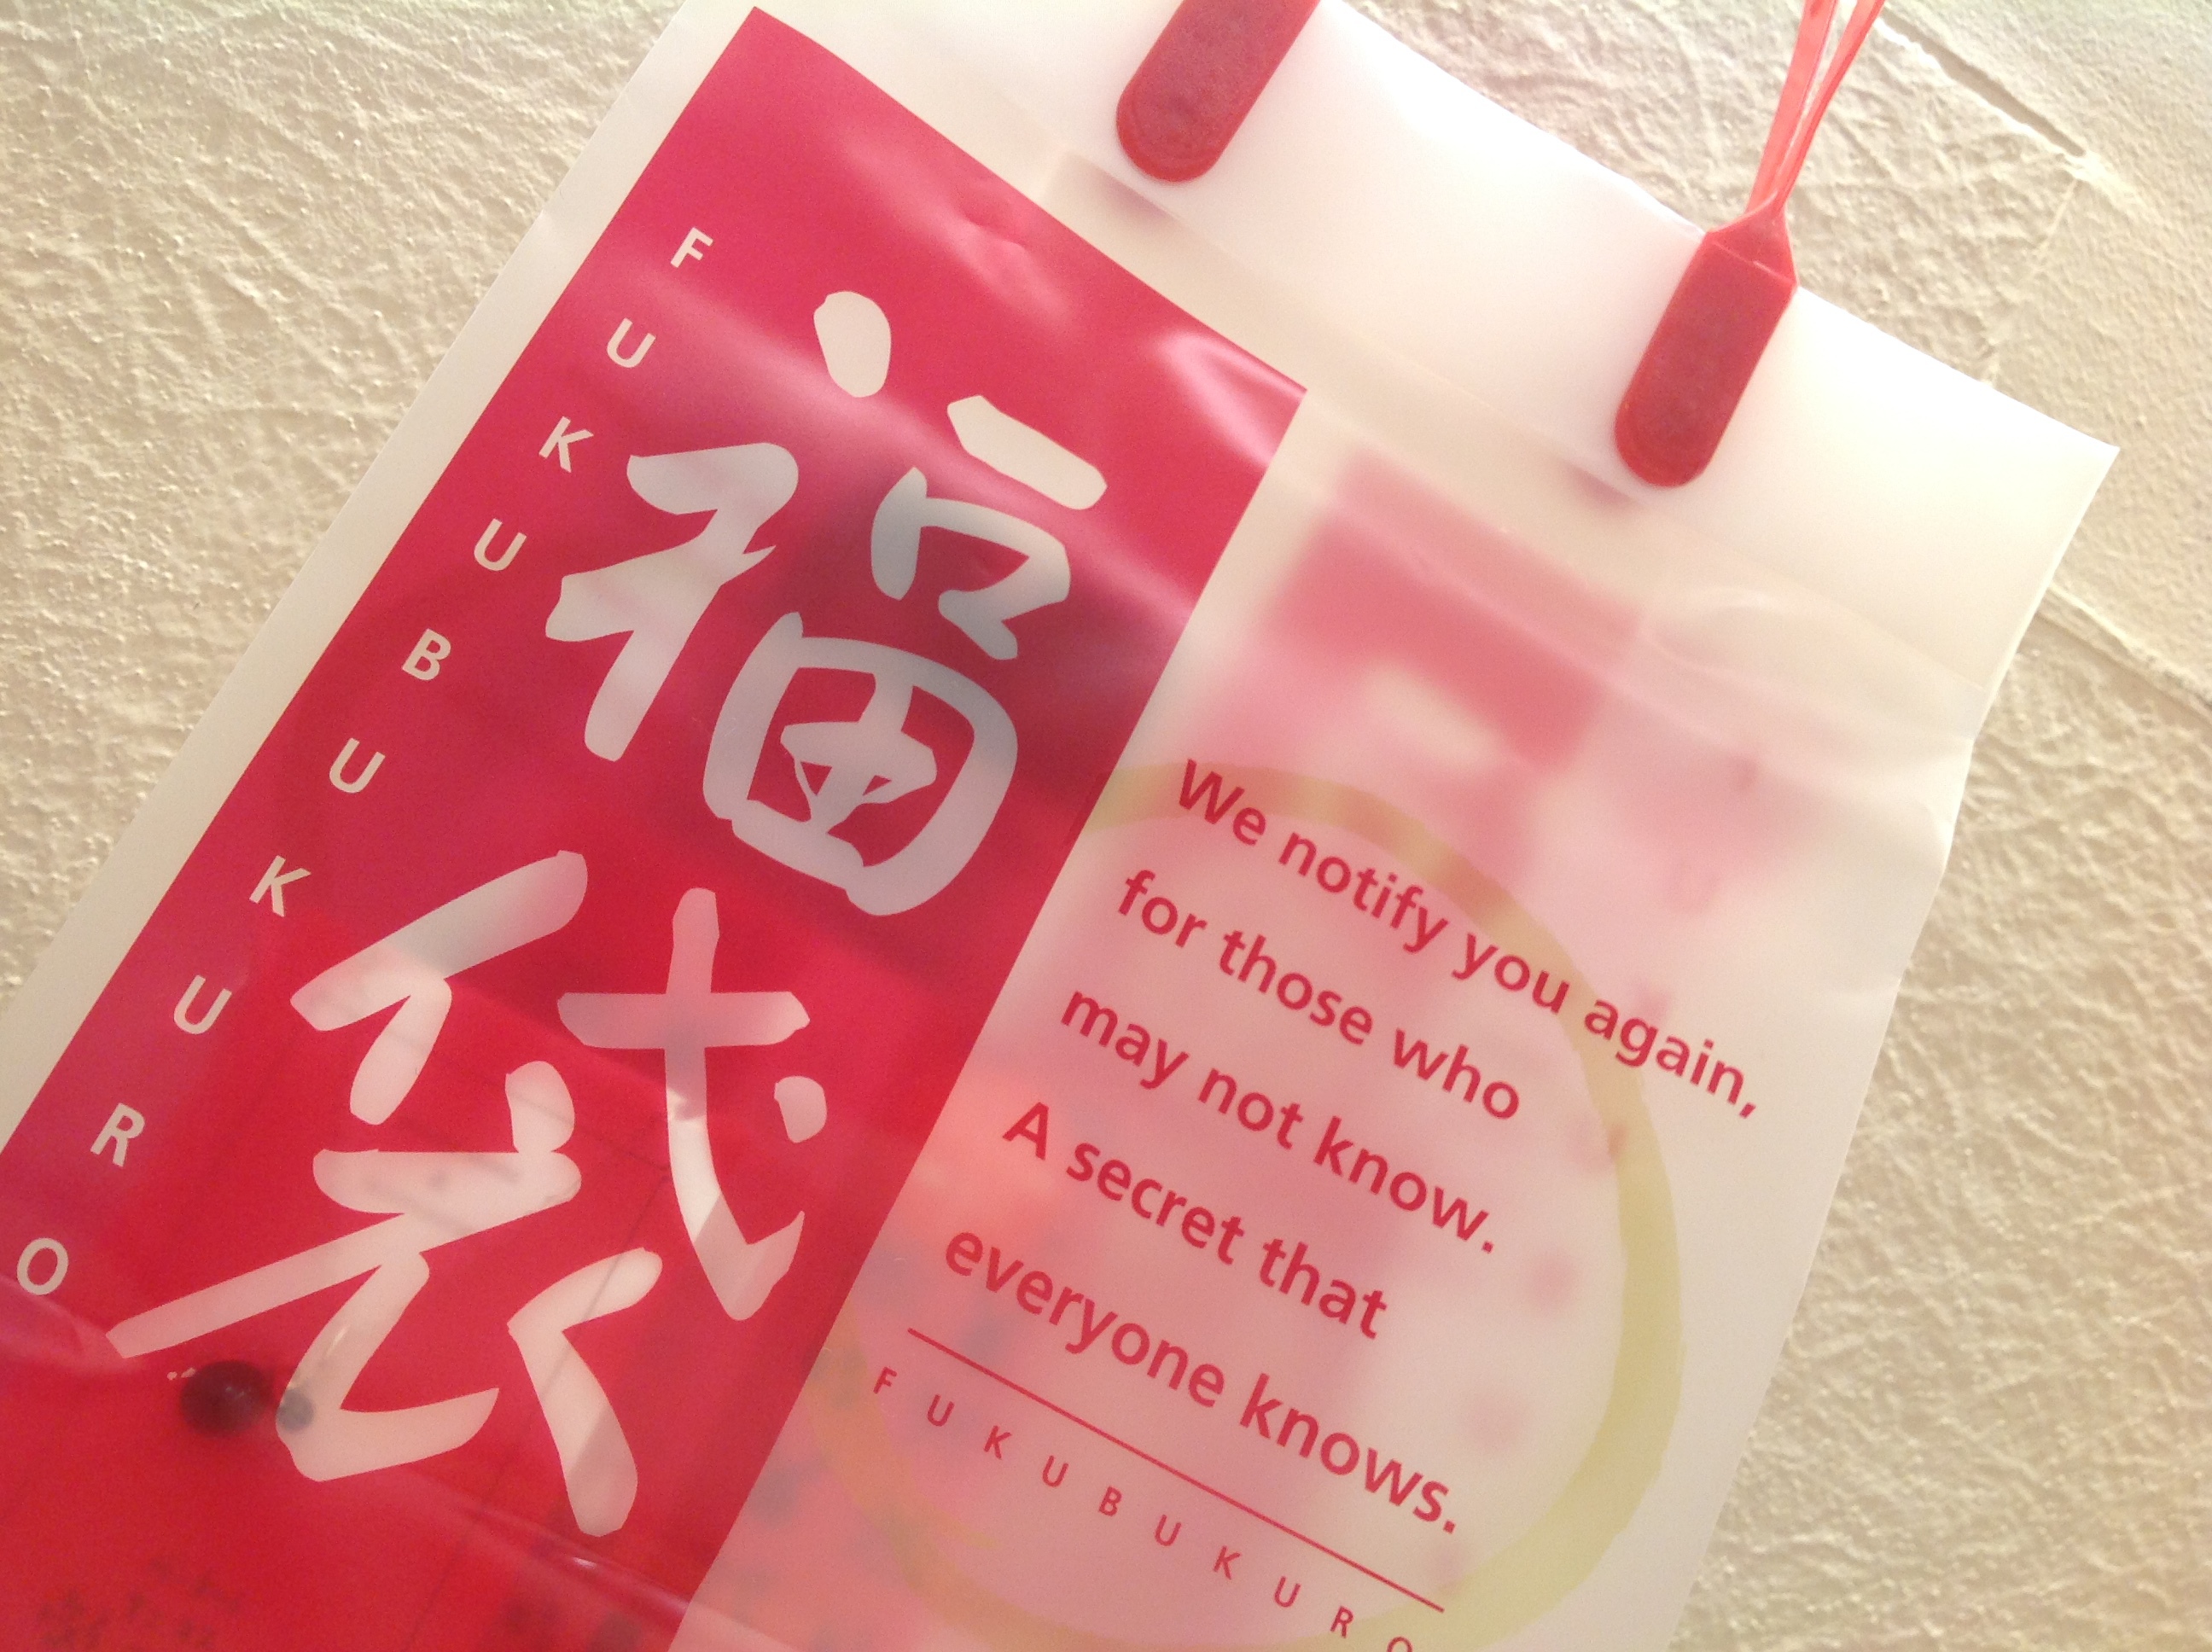 FUKUBUKURO
福袋
We notify you again,
for those who
may not know.
A secret that
everyone knows.
FUKUBUKURO